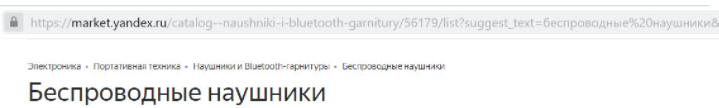 https://market.yandex.ru/catalog--naushniki-i-bluetooth-garnitury/56179/list?suggest_text=беспроводные%20наушники&
Электроника • Портативная техника • Наушники и Bluetooth-гарнитуры • Беспроводные наушники
Беспроводные наушники